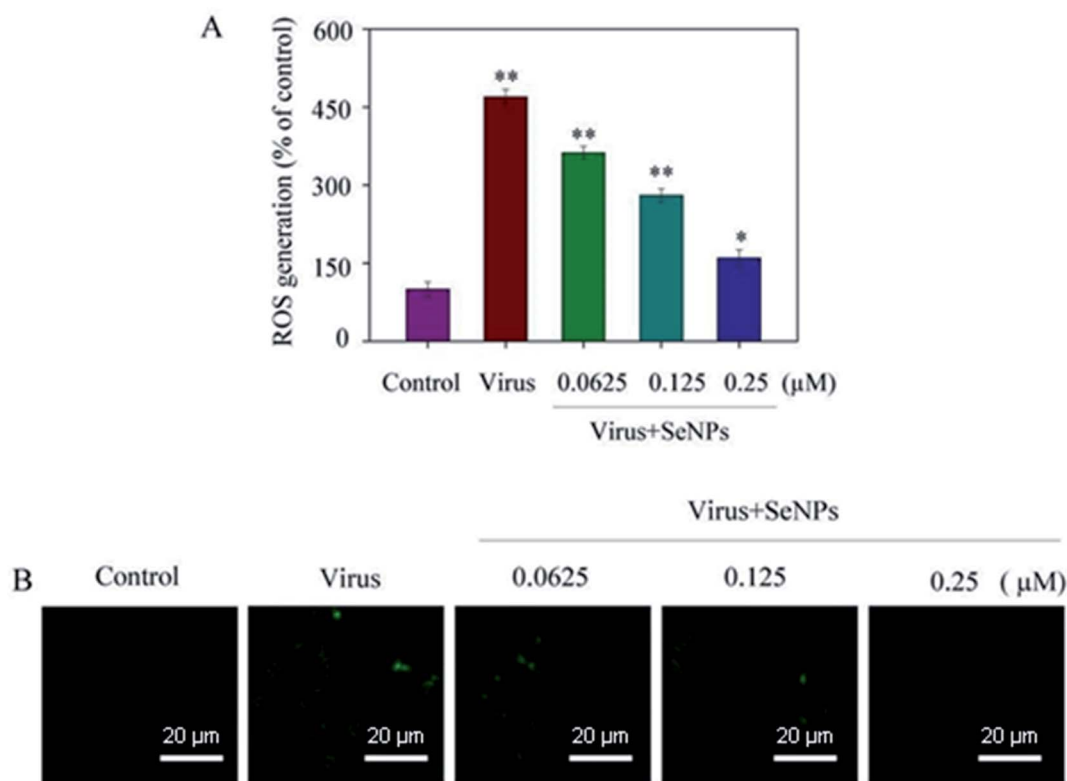 A
ROS generation (% of control)
600
450
300
150
0
**
**
**
*
Control Virus 0.0625 0.125 0.25 (μM)
Virus+SeNPs
Virus+SeNPs
B Control Virus 0.0625 0.125 0.25 ( μM)
20 μm 20 μm 20 μm 20 μm 20 μm